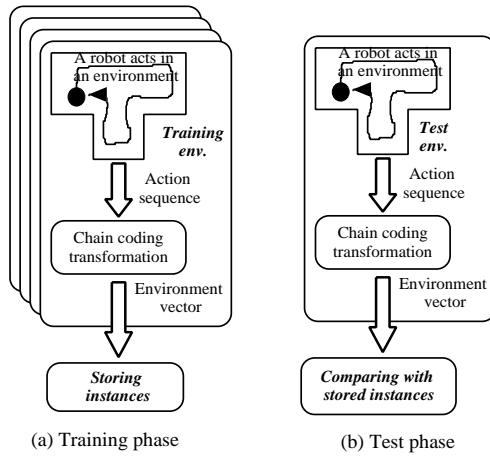 A robot acts in
an environment
Training
env.
Action
sequence
Chain coding
transformation
Environment
vector
Storing
instances
(a) Training phase
A robot acts in
an environment
Test
env.
Action
sequence
Chain coding
transformation
Environment
vector
Comparing with
stored instances
(b) Test phase